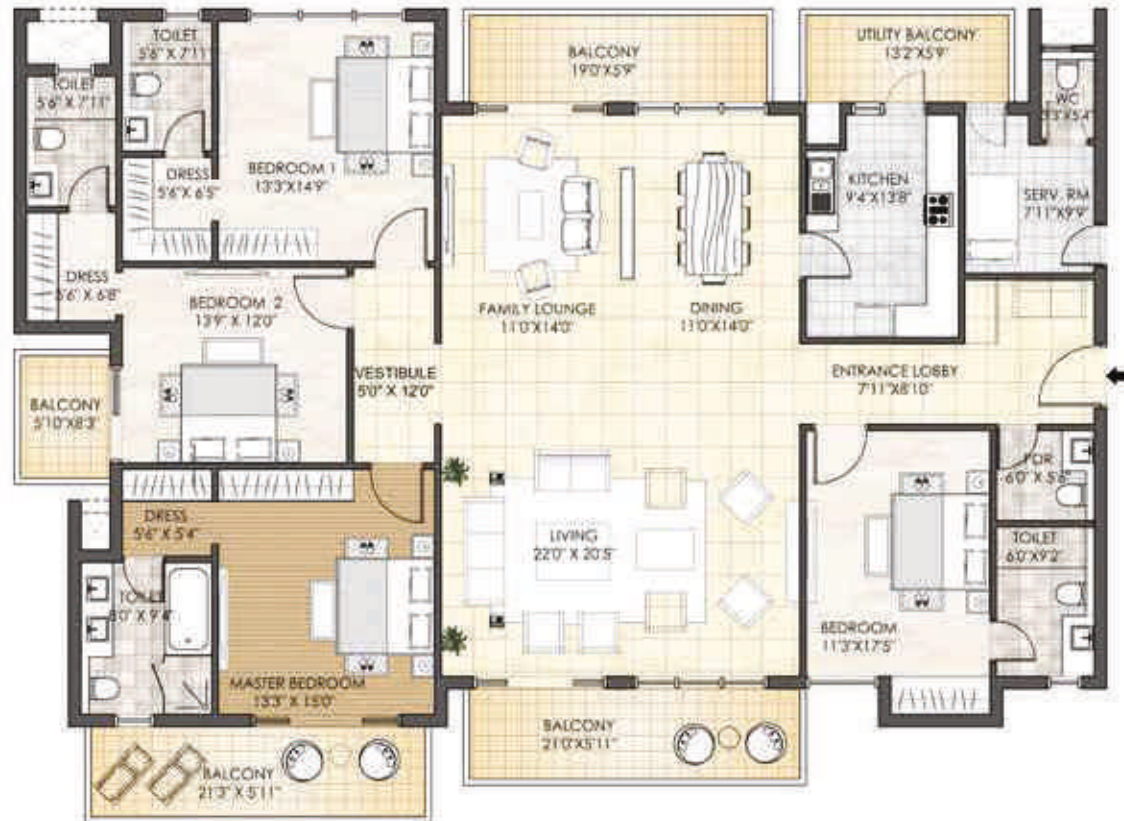 TOILET
5'6" X 7'11"
TOILET
5'6" X 7'11"
BEDROOM 1
13'3"X14'9"
DRESS
5'6" X 6'5"
DRESS
5'6" X 6'8"
BEDROOM 2
13'9" X 12'0"
BALCONY
5'10"X8'3"
VESTIBULE
5'0" X 12'0"
DRESS
5'6" X 5'4"
TOILET
X 9'4"
MASTER BEDROOM
13'3" X 15'0"
BALCONY
21'3" X 5'11"
BALCONY
19'0"X5'9"
FAMILY LOUNGE
11'0"X14'0"
DINING
11'0"X14'0"
LIVING
22'0" X 20'5"
BALCONY
21'0"X5'11"
UTILITY BALCONY
13'2"X5'9"
KITCHEN
9'4"X13'8"
WC
SERV. RM
7'11"X9'9"
ENTRANCE LOBBY
7'11"X8'10"
BEDROOM
11'3"X17'5"
PDR
6'0" X
TOILET
6'0"X9'2"